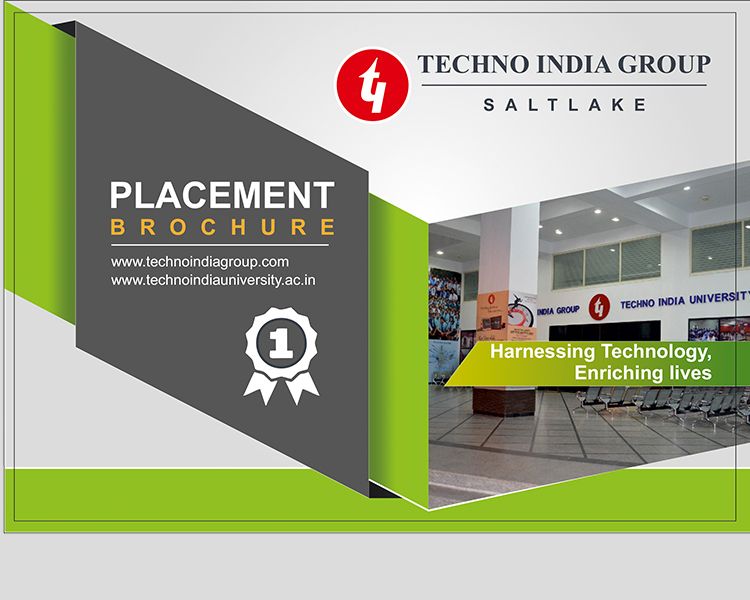 TECHNO INDIA GROUP
SALTLAKE
PLACEMENT
BROCHURE
www.technoindiagroup.com
www.technoindiauniversity.ac.in
1
INDIA GROUP
TECHNO INDIA UNIVERSITY
Harnessing Technology,
Enriching lives